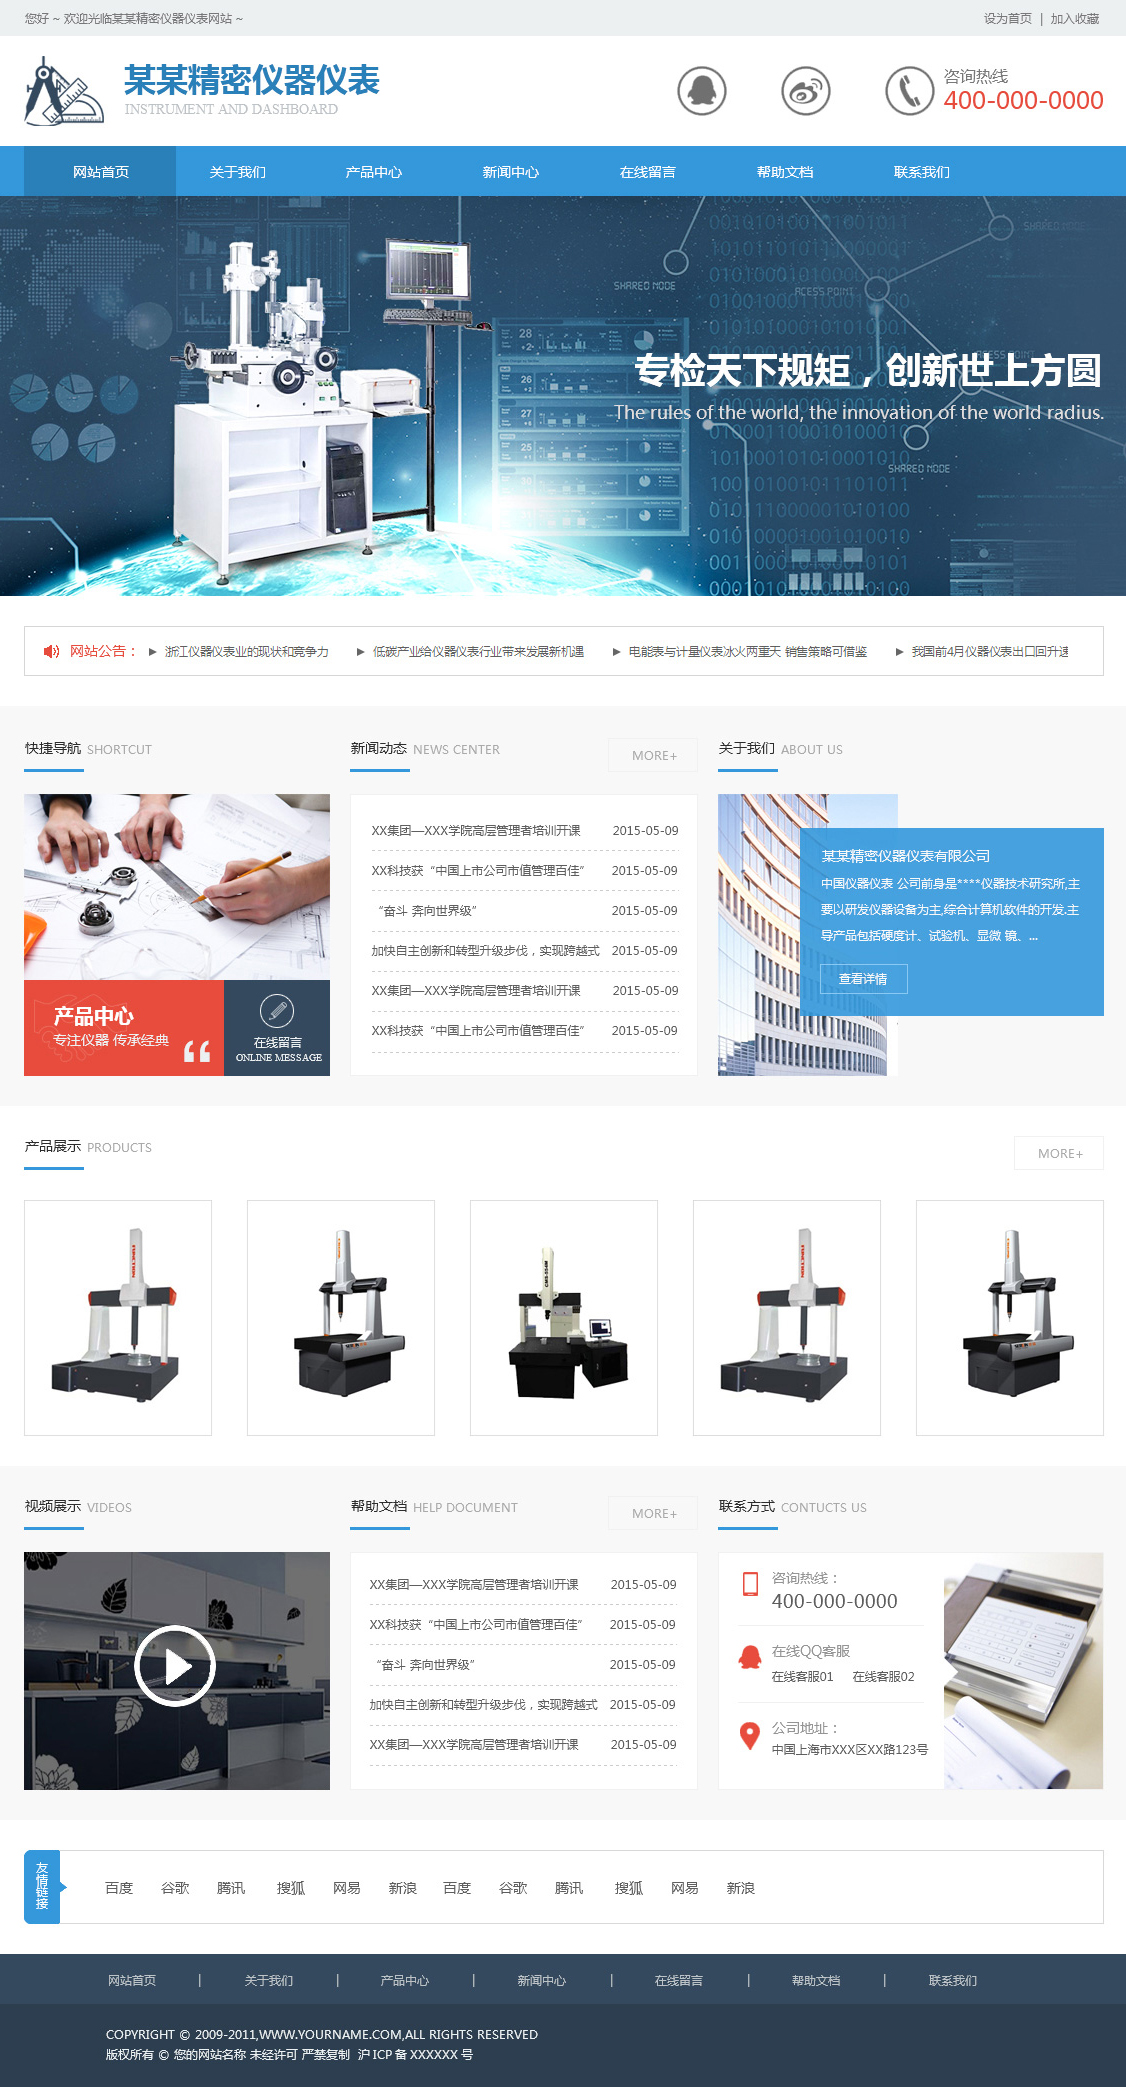 您好 ~ 欢迎光临某某精密仪器仪表网站 ~
设为首页 | 加入收藏
某某精密仪器仪表
INSTRUMENT AND DASHBOARD
咨询热线
400-000-0000
网站首页 关于我们 产品中心 新闻中心 在线留言 帮助文档 联系我们
SHARED NODE
SHARED NODE
ACESS POINT
专检天下规矩，创新世上方圆
The rules of the world, the innovation of the world radius.
SHARED NODE
28
26
27
网站公告：
浙江仪器仪表业的现状和竞争力
低碳产业给仪器仪表行业带来发展新机遇
电能表与计量仪表冰火两重天 销售策略可借鉴
我国前4月仪器仪表出口回升速
快捷导航 SHORTCUT
产品中心
专注仪器 传承经典
在线留言
ONLINE MESSAGE
新闻动态 NEWS CENTER
MORE+
XX集团—XXX学院高层管理者培训开课 2015-05-09
XX科技获“中国上市公司市值管理百佳” 2015-05-09
“奋斗 奔向世界级” 2015-05-09
加快自主创新和转型升级步伐，实现跨越式 2015-05-09
XX集团—XXX学院高层管理者培训开课 2015-05-09
XX科技获“中国上市公司市值管理百佳” 2015-05-09
关于我们 ABOUT US
某某精密仪器仪表有限公司
中国仪器仪表 公司前身是****仪器技术研究所,主
要以研发仪器设备为主,综合计算机软件的开发.主
导产品包括硬度计、试验机、显微 镜、...
查看详情
产品展示 PRODUCTS
MORE+
视频展示 VIDEOS
帮助文档 HELP DOCUMENT
MORE+
XX集团—XXX学院高层管理者培训开课 2015-05-09
XX科技获“中国上市公司市值管理百佳” 2015-05-09
“奋斗 奔向世界级” 2015-05-09
加快自主创新和转型升级步伐，实现跨越式 2015-05-09
XX集团—XXX学院高层管理者培训开课 2015-05-09
联系方式 CONTUCTS US
咨询热线：
400-000-0000
在线QQ客服
在线客服01 在线客服02
公司地址：
中国上海市XXX区XX路123号
友情链接
百度 谷歌 腾讯 搜狐 网易 新浪 百度 谷歌 腾讯 搜狐 网易 新浪
网站首页 | 关于我们 | 产品中心 | 新闻中心 | 在线留言 | 帮助文档 | 联系我们
COPYRIGHT © 2009-2011,WWW.YOURNAME.COM,ALL RIGHTS RESERVED
版权所有 © 您的网站名称 未经许可 严禁复制 沪 ICP 备 XXXXXX 号